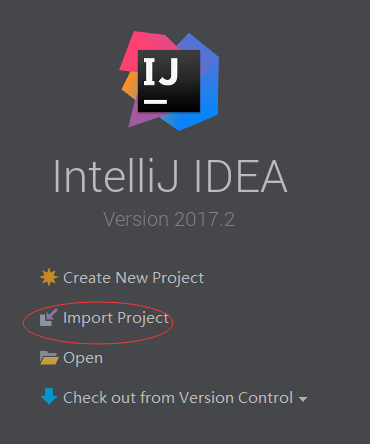 IJ
IntelliJ IDEA
Version 2017.2
Create New Project
Import Project
Open
Check out from Version Control